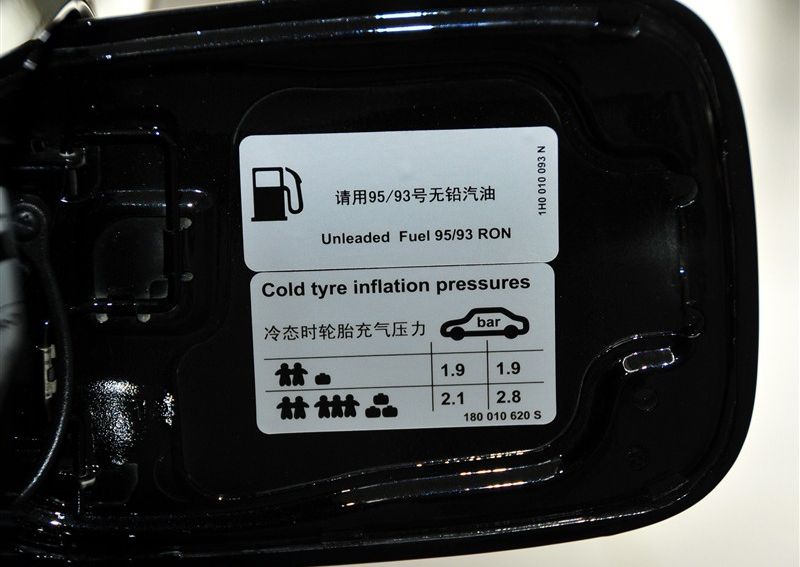 请用95/93号无铅汽油
Unleaded Fuel 95/93 RON
1H0 010 093 N
Cold tyre inflation pressures
冷态时轮胎充气压力
bar
1.9 1.9
2.1 2.8
180 010 620 S